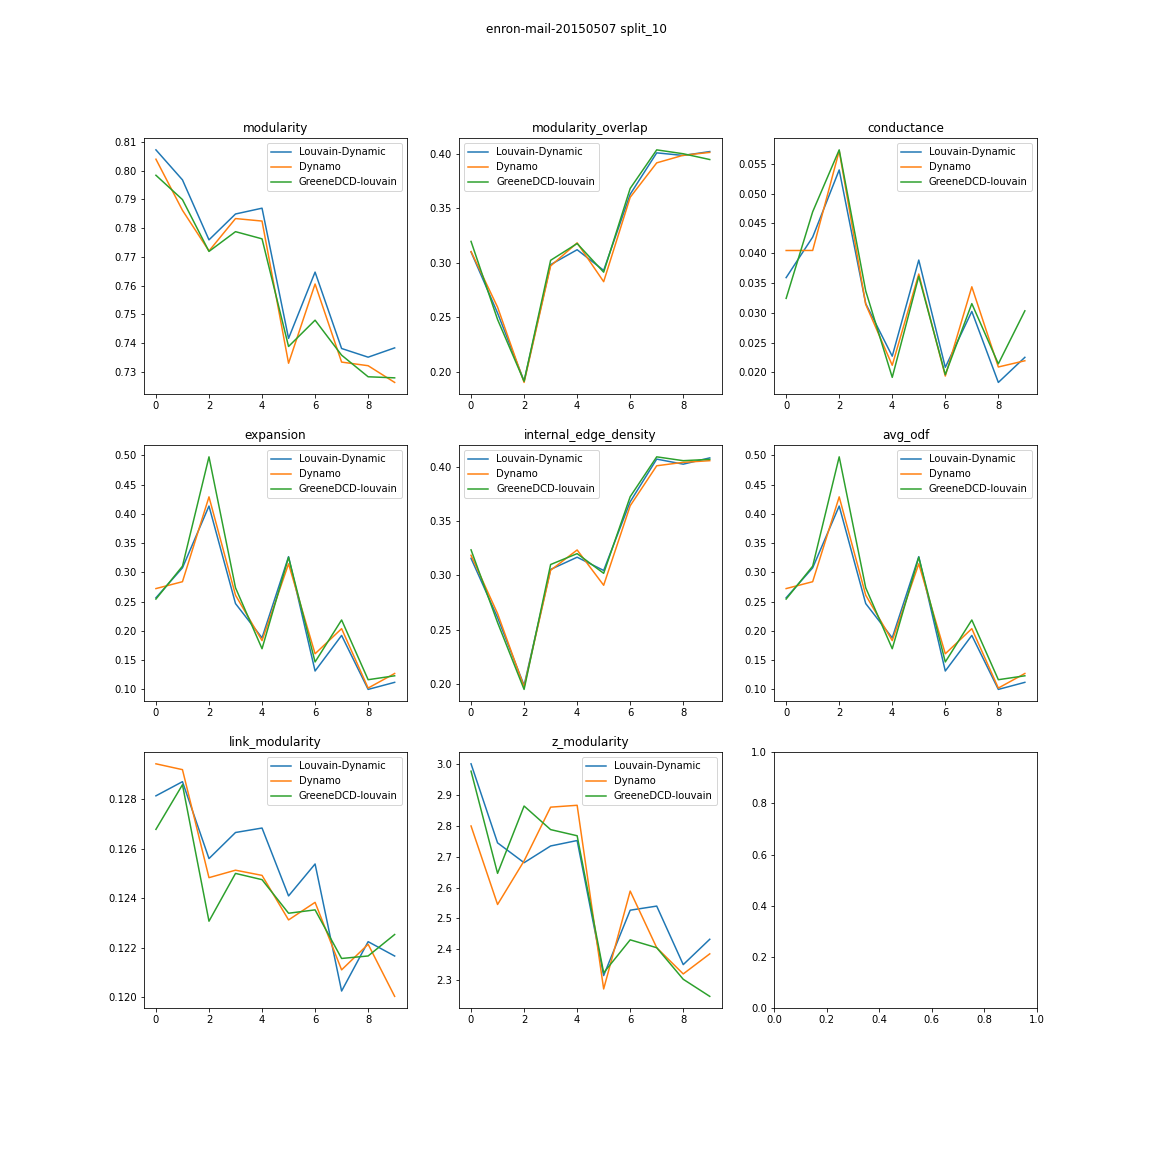 enron-mail-20150507 split_10
modularity
0.81
0.80
0.79
0.78
0.77
0.76
0.75
0.74
0.73
0 2 4 6 8
Louvain-Dynamic
Dynamo
GreeneDCD-louvain
modularity_overlap
0.40
0.35
0.30
0.25
0.20
0 2 4 6 8
Louvain-Dynamic
Dynamo
GreeneDCD-louvain
conductance
0.055
0.050
0.045
0.040
0.035
0.030
0.025
0.020
0 2 4 6 8
Louvain-Dynamic
Dynamo
GreeneDCD-louvain
expansion
0.50
0.45
0.40
0.35
0.30
0.25
0.20
0.15
0.10
0 2 4 6 8
Louvain-Dynamic
Dynamo
GreeneDCD-louvain
internal_edge_density
0.40
0.35
0.30
0.25
0.20
0 2 4 6 8
Louvain-Dynamic
Dynamo
GreeneDCD-louvain
avg_odf
0.50
0.45
0.40
0.35
0.30
0.25
0.20
0.15
0.10
0 2 4 6 8
Louvain-Dynamic
Dynamo
GreeneDCD-louvain
link_modularity
0.128
0.126
0.124
0.122
0.120
0 2 4 6 8
Louvain-Dynamic
Dynamo
GreeneDCD-louvain
z_modularity
3.0
2.9
2.8
2.7
2.6
2.5
2.4
2.3
0 2 4 6 8
Louvain-Dynamic
Dynamo
GreeneDCD-louvain
1.0
0.8
0.6
0.4
0.2
0.0
0.0 0.2 0.4 0.6 0.8 1.0